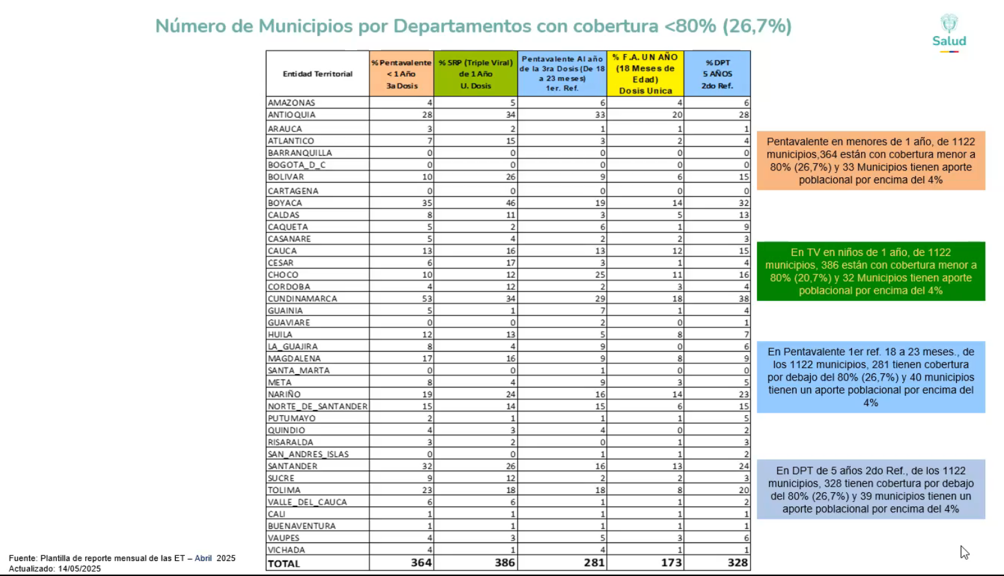 Número de Municipios por Departamentos con cobertura <80% (26,7%)
Salud
Entidad Territorial
% Pentavalente
< 1 Año
3a Dosis
% SRP (Triple Viral)
de 1 Año
U. Dosis
Pentavalente Al año
de la 3ra Dosis(De 18
a 23 meses)
1er. Ref.
% F.A. UN AÑO
(18 Meses de
Edad)
Dosis Unica
% DPT
5 AÑOS
2do Ref.
AMAZONAS 4 5 6 4 6
ANTIOQUIA 28 34 33 20 28
ARAUCA 3 2 1 1 1
ATLANTICO 7 15 3 2 4
BARRANQUILLA 0 0 0 0 0
BOGOTA_D_C 0 0 0 0 0
BOLIVAR 10 26 9 6 15
CARTAGENA 0 0 0 0 0
BOYACA 35 46 19 14 32
CALDAS 8 11 3 5 13
CAQUETA 5 2 6 1 9
CASANARE 5 4 2 2 3
CAUCA 13 16 13 12 15
CESAR 6 17 3 1 4
CHOCO 10 12 25 11 16
CORDOBA 4 12 2 3 4
CUNDINAMARCA 53 34 29 18 38
GUAINIA 5 1 7 1 4
GUAVIARE 0 0 2 0 1
HUILA 12 13 5 8 7
LA_GUAJIRA 8 4 9 0 6
MAGDALENA 17 16 9 8 9
SANTA_MARTA 0 0 1 0 0
META 8 4 9 3 5
NARIÑO 19 24 16 14 23
NORTE_DE_SANTANDER 15 14 15 6 15
PUTUMAYO 2 1 1 1 5
QUINDIO 4 3 4 0 2
RISARALDA 3 2 0 1 3
SAN_ANDRES_ISLAS 0 0 1 1 2
SANTANDER 32 26 16 13 24
SUCRE 9 12 2 2 3
TOLIMA 23 18 18 8 20
VALLE_DEL_CAUCA 6 6 1 1 2
CALI 1 1 1 1 1
BUENAVENTURA 1 1 1 1 1
VAUPES 4 3 5 3 6
VICHADA 4 1 4 1 1
TOTAL 364 386 281 173 328
Pentavalente en menores de 1 año, de 1122
municipios,364 están con cobertura menor a
80% (26,7%) y 33 Municipios tienen aporte
poblacional por encima del 4%
En TV en niños de 1 año, de 1122
municipios, 386 están con cobertura menor a
80% (20,7%) y 32 Municipios tienen aporte
poblacional por encima del 4%
En Pentavalente 1er ref. 18 a 23 meses., de
los 1122 municipios, 281 tienen cobertura
por debajo del 80% (26,7%) y 40 municipios
tienen un aporte poblacional por encima del
4%
En DPT de 5 años 2do Ref., de los 1122
municipios, 328 tienen cobertura por debajo
del 80% (26,7%) y 39 municipios tienen un
aporte poblacional por encima del 4%
Fuente: Plantilla de reporte mensual de las ET – Abril 2025
Actualizado: 14/05/2025